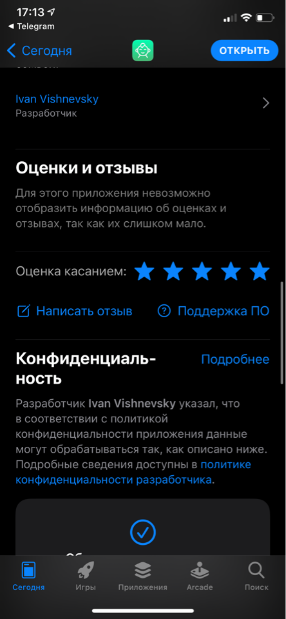 17:13
◀ Telegram
Сегодня
ОТКРЫТЬ
Ivan Vishnevsky
Разработчик
Оценки и отзывы
Для этого приложения невозможно
отобразить информацию об оценках и
отзывах, так как их слишком мало.
Оценка касанием:
Написать отзыв
Поддержка ПО
Конфиденциаль-
ность
Подробнее
Разработчик Ivan Vishnevsky указал, что
в соответствии с политикой
конфиденциальности приложения данные
могут обрабатываться так, как описано ниже.
Подробные сведения доступны в политике
конфиденциальности разработчика.
Сегодня
Игры
Приложения
Arcade
Поиск